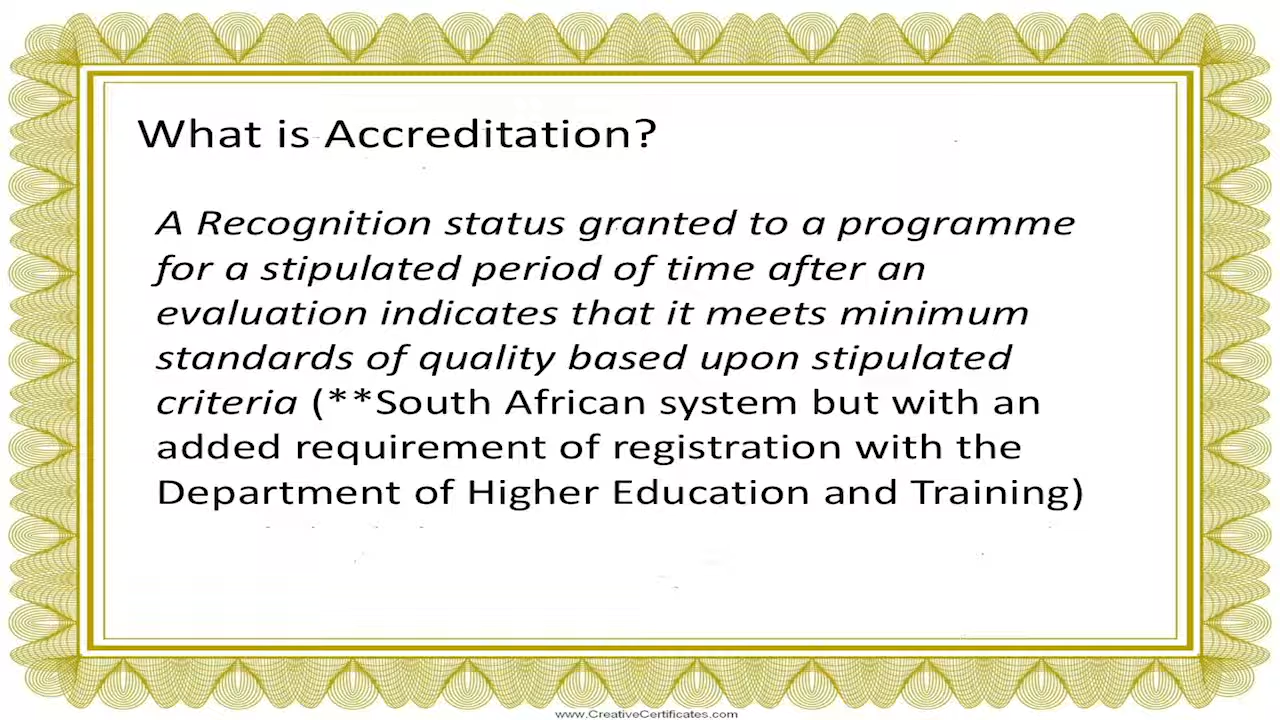 What is Accreditation?
A Recognition status granted to a programme
for a stipulated period of time after an
evaluation indicates that it meets minimum
standards of quality based upon stipulated
criteria (**South African system but with an
added requirement of registration with the
Department of Higher Education and Training)
www.CreativeCertificates.com